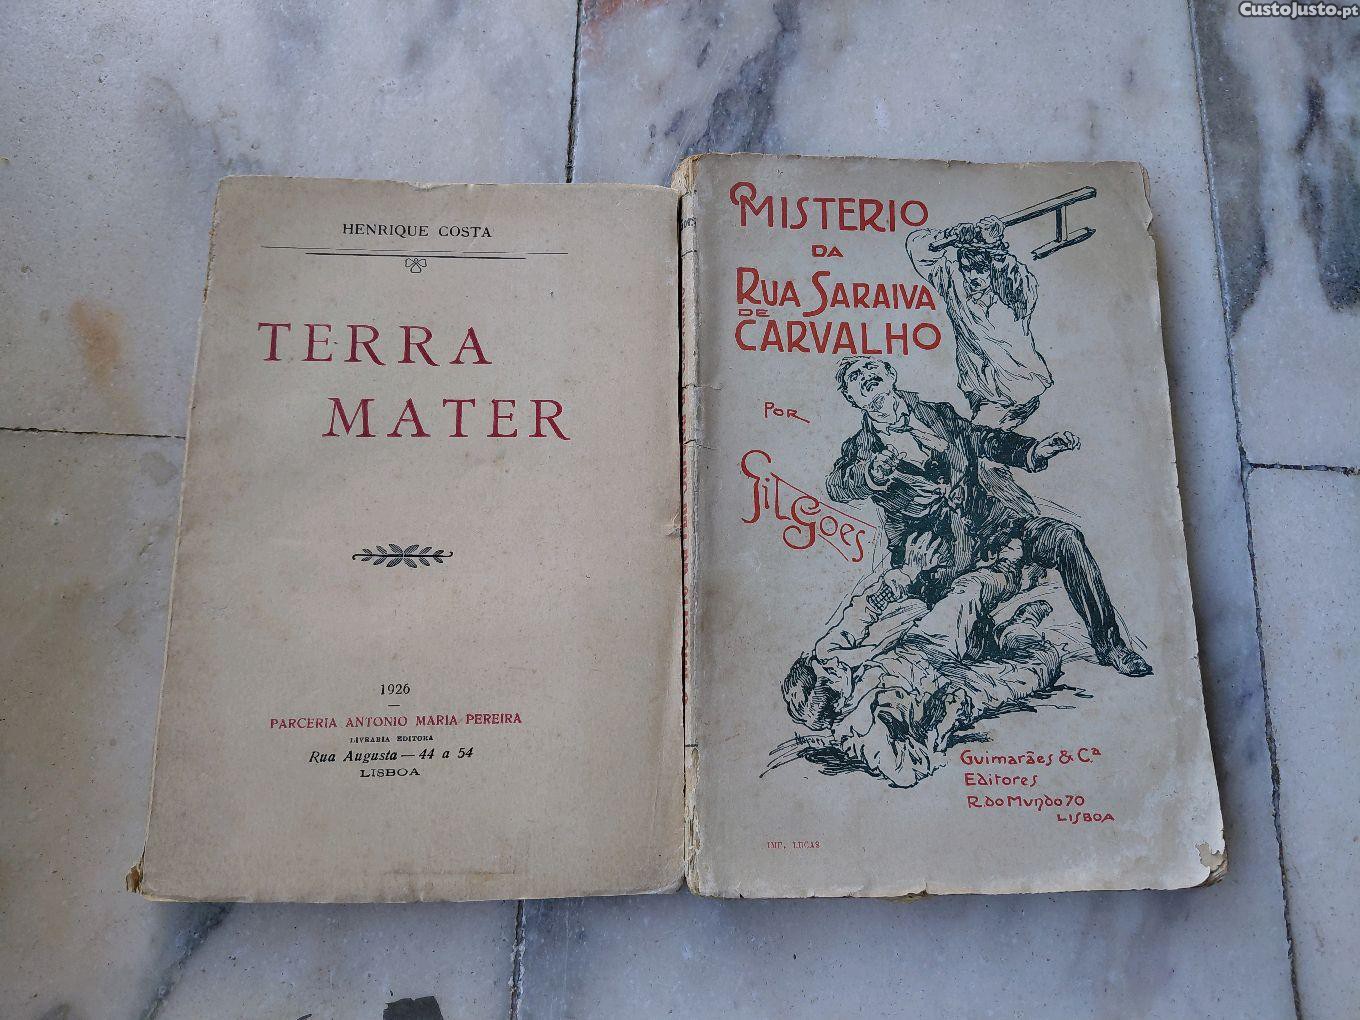 CustoJusto.pt
HENRIQUE COSTA
TERRA
MATER
1926
PARCERIA ANTONIO MARIA PEREIRA
LIVRARIA EDITORA
Rua Augusta — 44 a 54
LISBOA
O MISTERIO
DA
RUA SARAIVA
DE
CARVALHO
POR
GIL GOES
Guimarães & Cª
Editores
R. do Mundo 70
LISBOA
IMP. LUCAS